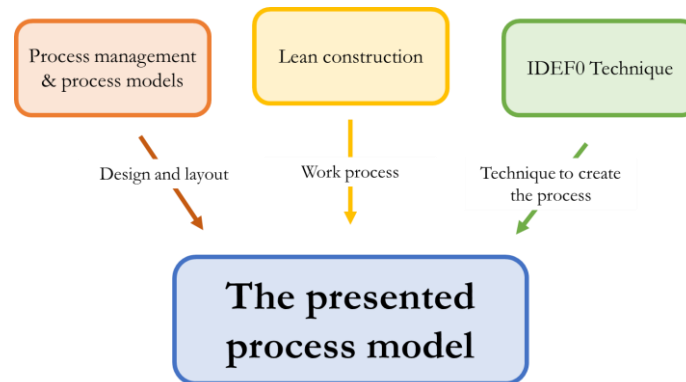 Process management
& process models
Lean construction
IDEF0 Technique
Design and layout
Work process
Technique to create
the process
The presented
process model